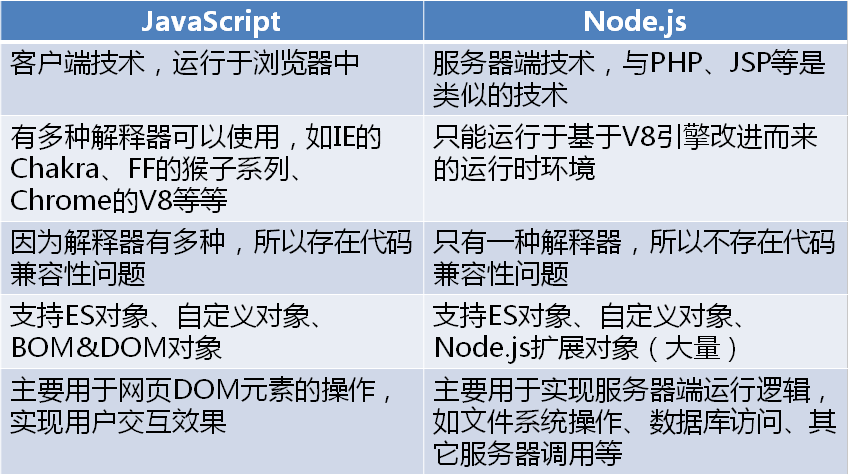 JavaScript
Node.js
客户端技术，运行于浏览器中
服务器端技术，与PHP、JSP等是
类似的技术
有多种解释器可以使用，如IE的
Chakra、FF的猴子系列、
Chrome的V8等等
只能运行于基于V8引擎改进而来
的运行时环境
因为解释器有多种，所以存在代码
兼容性问题
只有一种解释器，所以不存在代码
兼容性问题
支持ES对象、自定义对象、
BOM&DOM对象
支持ES对象、自定义对象、
Node.js扩展对象（大量）
主要用于网页DOM元素的操作，
实现用户交互效果
主要用于实现服务器端运行逻辑，
如文件系统操作、数据库访问、其
它服务器调用等